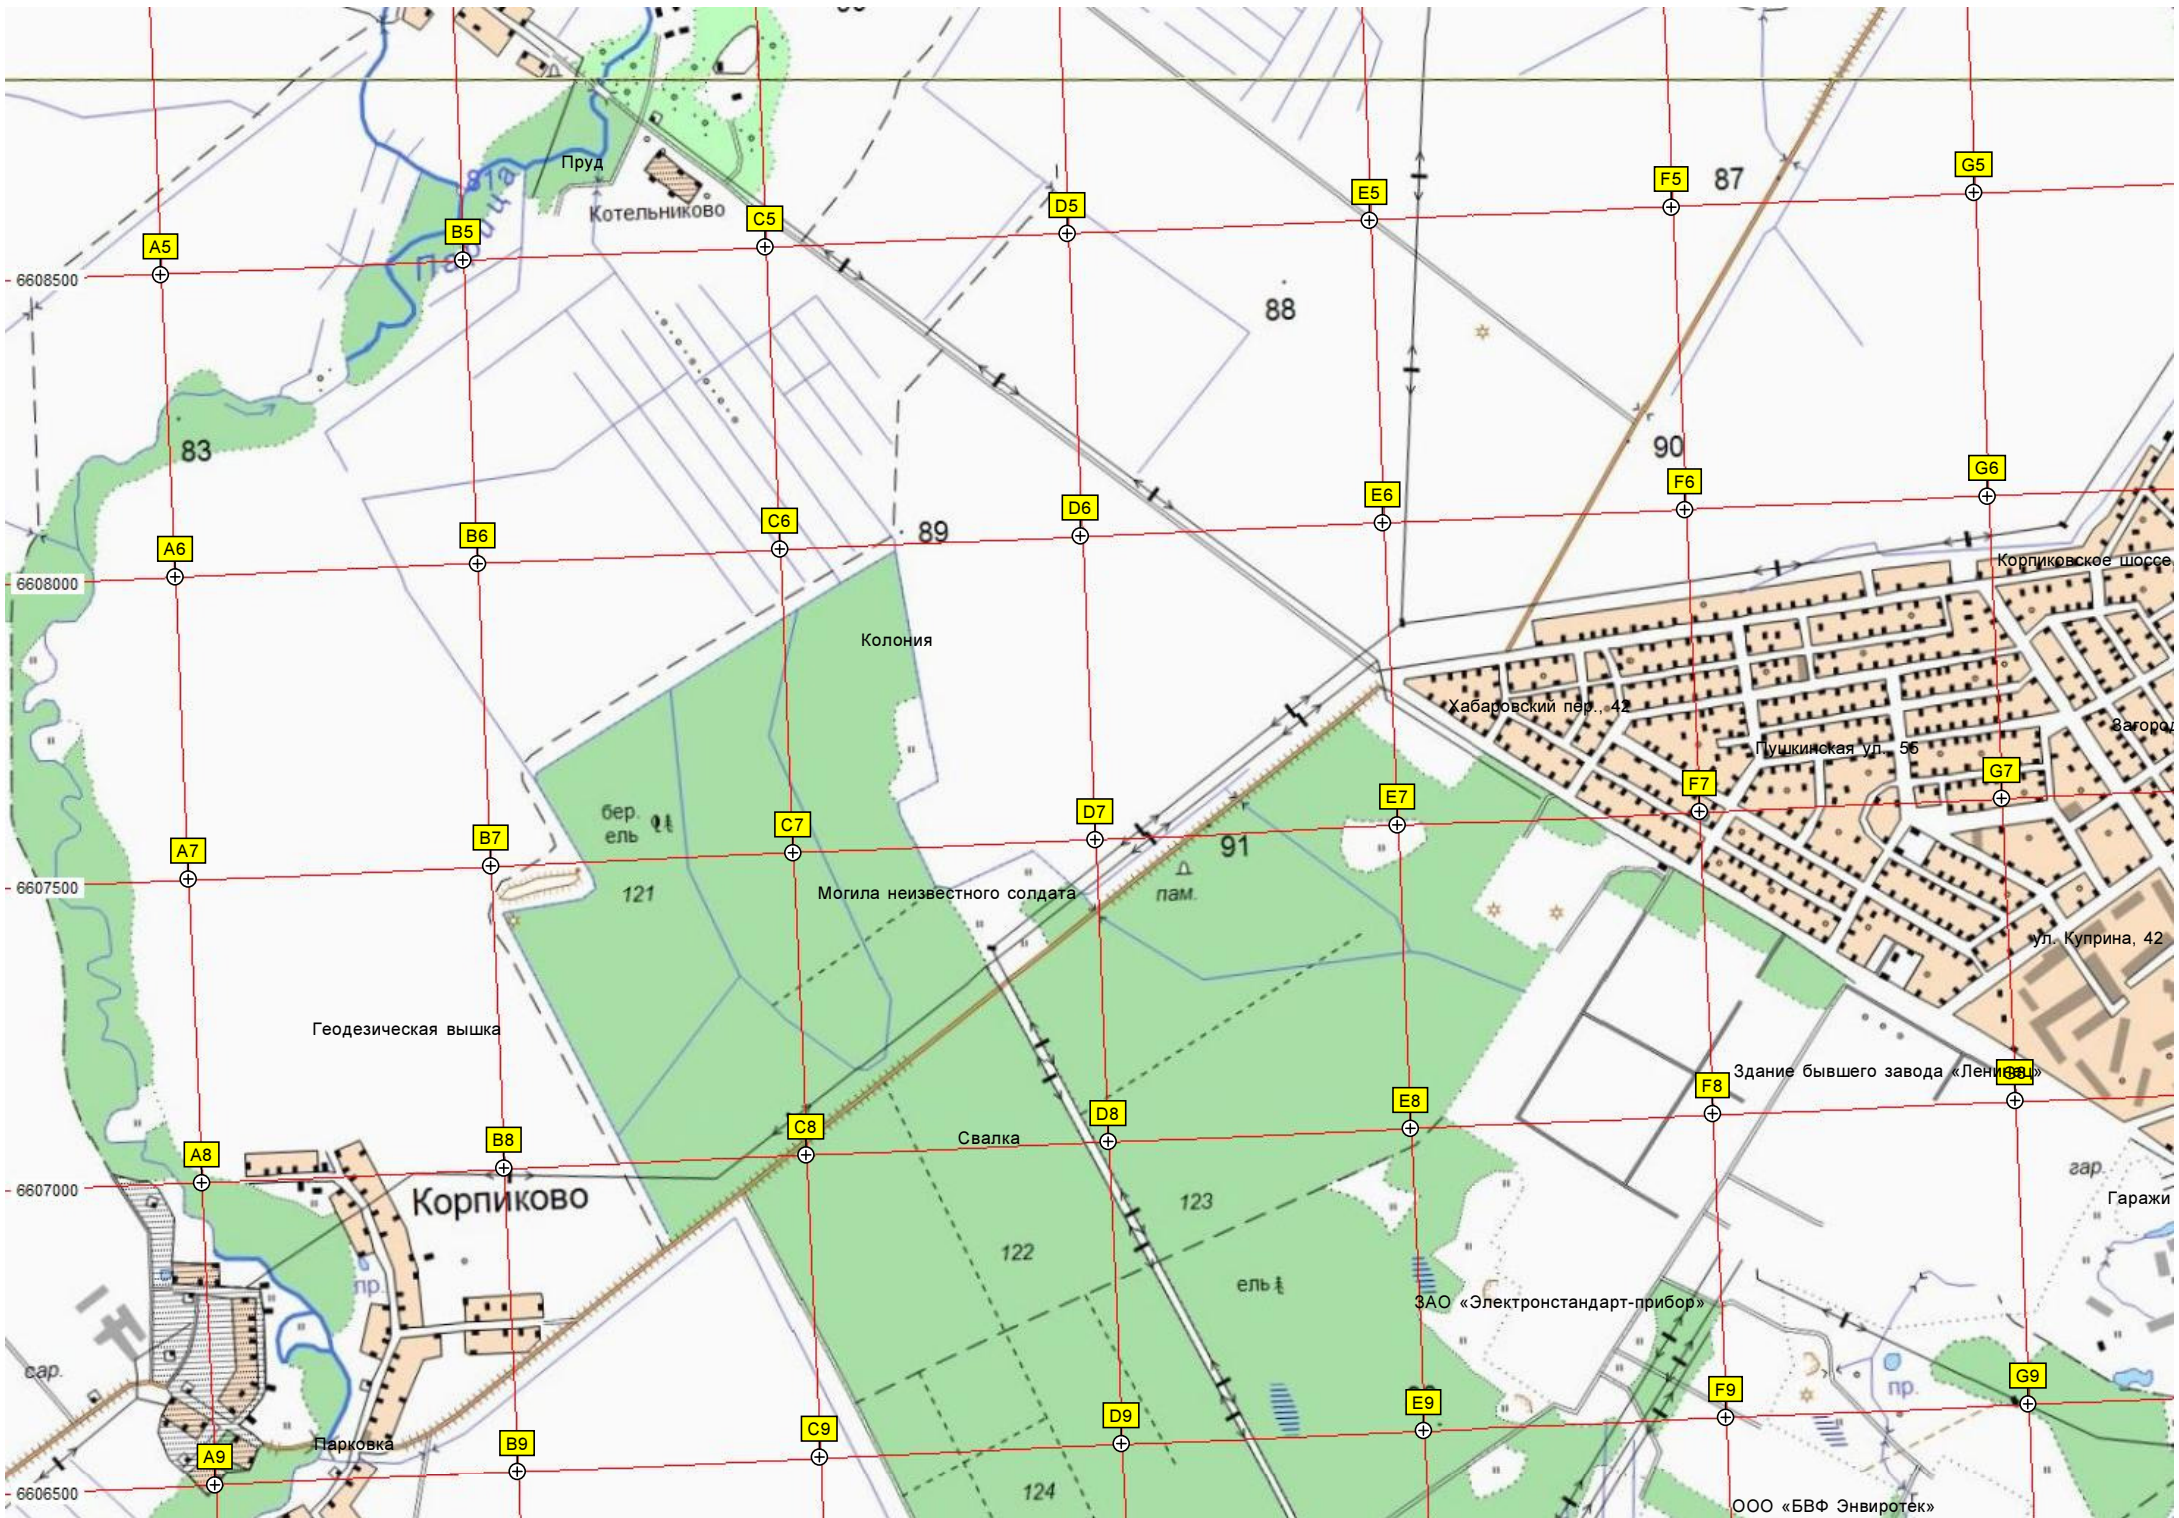 Пруд
81а
Парица
Котельниково
A5
B5
C5
D5
E5
F5
87
G5
6608500
88
83
90
A6
B6
C6
89
D6
E6
F6
G6
6608000
Корпиковское шоссе
Колония
Хабаровский пер., 42
Пушкинская ул., 55
Загород
бер.
ель
121
A7
B7
C7
D7
91
E7
F7
G7
6607500
Могила неизвестного солдата
пам.
ул. Куприна, 42
Геодезическая вышка
Здание бывшего завода «Ленинец»
A8
B8
C8
Свалка
D8
E8
F8
G8
6607000
Корпиково
123
гар.
Гаражи
122
ель
пр.
ЗАО «Электронстандарт-прибор»
сар.
Парковка
A9
B9
C9
D9
E9
F9
пр.
G9
6606500
124
ООО «БВФ Энвиротек»